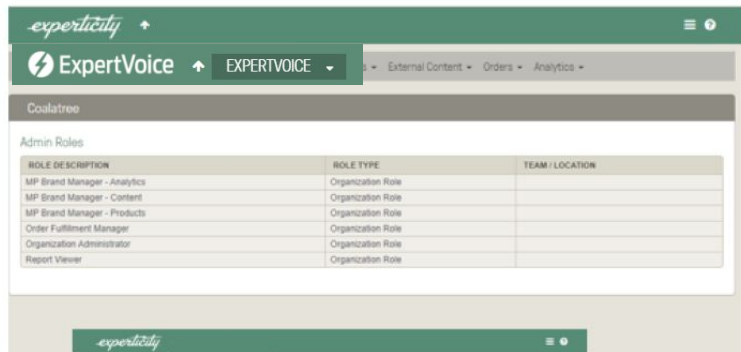 experticity
ExpertVoice EXPERTVOICE External Content Orders Analytics
Coalatree
Admin Roles
ROLE DESCRIPTION ROLE TYPE TEAM / LOCATION
MP Brand Manager - Analytics Organization Role
MP Brand Manager - Content Organization Role
MP Brand Manager - Products Organization Role
Order Fulfillment Manager Organization Role
Organization Administrator Organization Role
Report Viewer Organization Role
experticity